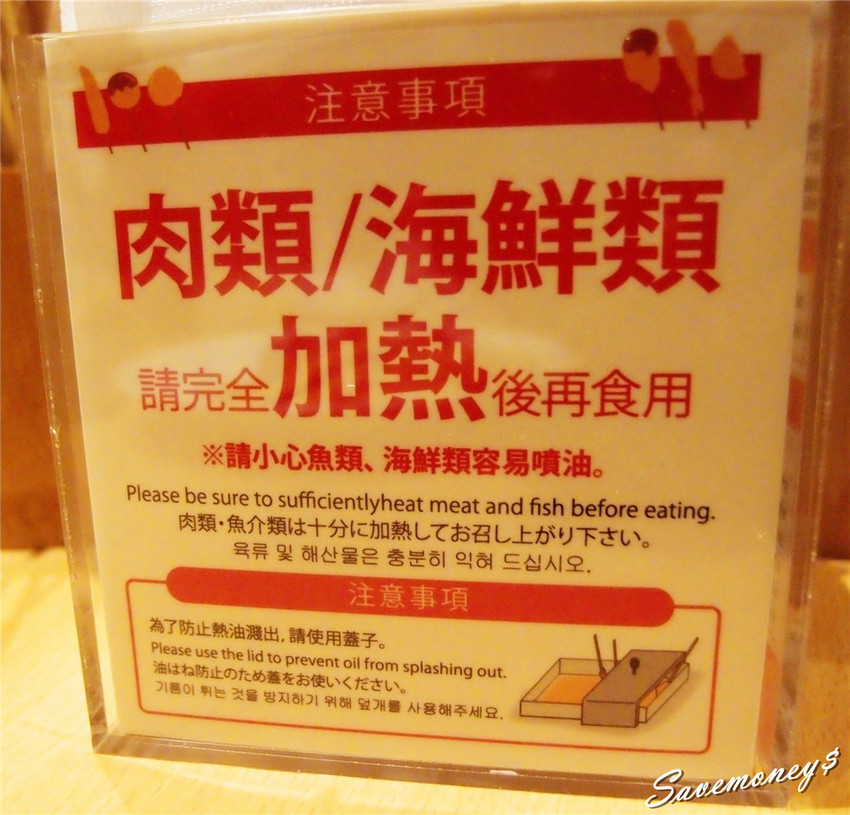 注意事項
肉類/海鮮類
請完全加熱後再食用
※請小心魚類、海鮮類容易噴油。
Please be sure to sufficientlyheat meat and fish before eating.
肉類・魚介類は十分に加熱してお召し上がり下さい。
육류 및 해산물은 충분히 익혀 드십시오.
注意事項
為了防止熱油濺出,請使用蓋子。
Please use the lid to prevent oil from splashing out.
油はね防止のため蓋をお使いください。
기름이 튀는 것을 방지하기 위해 덮개를 사용해주세요.
Savemoney$